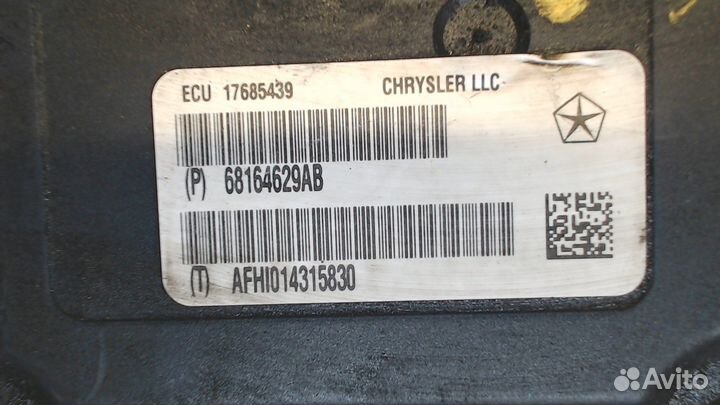 ECU 17685439 CHRYSLER LLC
(P) 68164629AB
(T) AFHI014315830
Avito